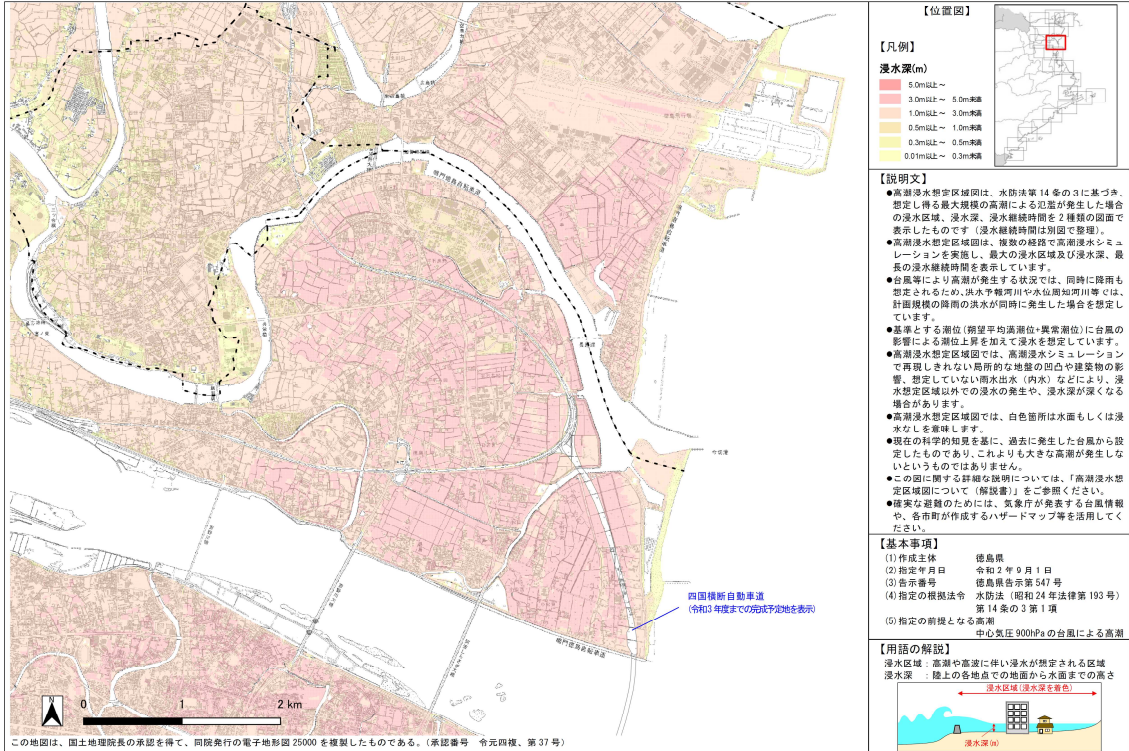 四国横断自動車道
(令和3年度までの完成予定地を表示)
鳴門徳島自転車道
鳴門徳島自転車道
今切港
0 1 2 km
N
この地図は、国土地理院長の承認を得て、同院発行の電子地形図25000を複製したものである。(承認番号 令元四複、第37号)
【位置図】
【凡例】
浸水深(m)
5.0m以上～
3.0m以上～ 5.0m未満
1.0m以上～ 3.0m未満
0.5m以上～ 1.0m未満
0.3m以上～ 0.5m未満
0.01m以上～ 0.3m未満
【説明文】
●高潮浸水想定区域図は、水防法第14条の3に基づき、
想定し得る最大規模の高潮による氾濫が発生した場合
の浸水区域、浸水深、浸水継続時間を2種類の図面で
表示したものです（浸水継続時間は別図で整理）。
●高潮浸水想定区域図は、複数の経路で高潮浸水シミュ
レーションを実施し、最大の浸水区域及び浸水深、最
長の浸水継続時間を表示しています。
●台風等により高潮が発生する状況では、同時に降雨も
想定されるため、洪水予報河川や水位周知河川等では、
計画規模の降雨の洪水が同時に発生した場合を想定し
ています。
●基準とする潮位(朔望平均満潮位+異常潮位)に台風の
影響による潮位上昇を加えて浸水を想定しています。
●高潮浸水想定区域図では、高潮浸水シミュレーション
で再現しきれない局所的な地盤の凹凸や建築物の影
響、想定していない雨水出水（内水）などにより、浸
水想定区域以外での浸水の発生や、浸水深が深くなる
場合があります。
●高潮浸水想定区域図では、白色箇所は水面もしくは浸
水なしを意味します。
●現在の科学的知見を基に、過去に発生した台風から設
定したものであり、これよりも大きな高潮が発生しな
いというものではありません。
●この図に関する詳細な説明については、「高潮浸水想
定区域図について（解説書）」をご参照ください。
●確実な避難のためには、気象庁が発表する台風情報
や、各市町が作成するハザードマップ等を活用してく
ださい。
【基本事項】
(1)作成主体 徳島県
(2)指定年月日 令和2年9月1日
(3)告示番号 徳島県告示第547号
(4)指定の根拠法令 水防法（昭和24年法律第193号）
第14条の3第1項
(5)指定の前提となる高潮
中心気圧900hPaの台風による高潮
【用語の解説】
浸水区域：高潮や高波に伴い浸水が想定される区域
浸水深 ：陸上の各地点での地面から水面までの高さ
浸水区域(浸水深を着色)
浸水深(m)